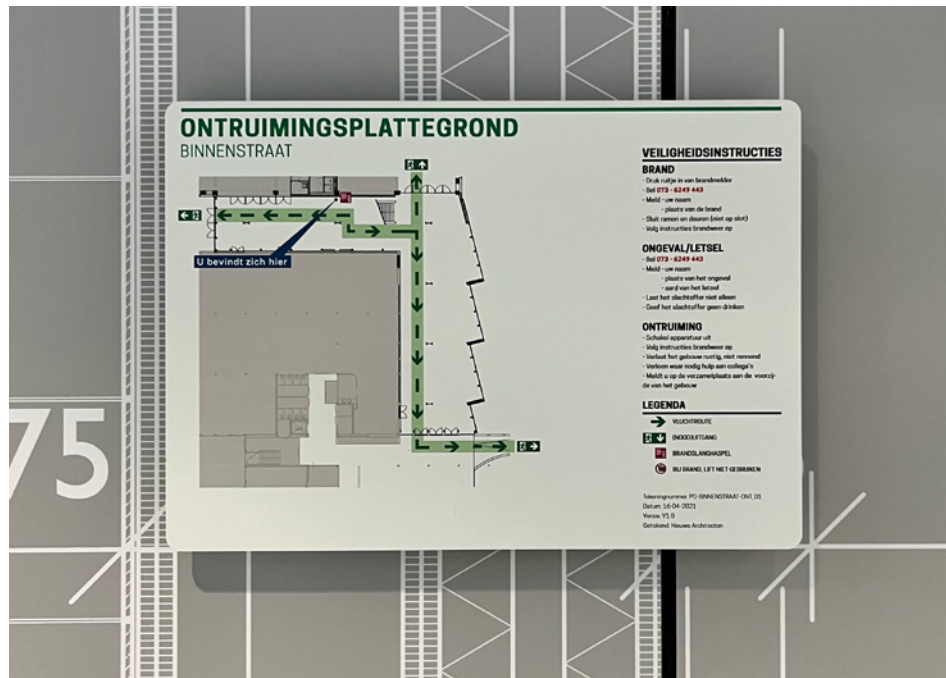 ONTRUIMINGSPLATTEGROND
BINNENSTRAAT
U bevindt zich hier
VEILIGHEIDSINSTRUCTIES
BRAND
- Druk ruitje in van brandmelder
- Bel 073 - 6249 443
- Meld - uw naam
- plaats van de brand
- Sluit ramen en deuren (niet op slot)
- Volg instructies brandweer op
ONGEVAL/LETSEL
- Bel 073 - 6249 443
- Meld - uw naam
- plaats van het ongeval
- aard van het letsel
- Laat het slachtoffer niet alleen
- Geef het slachtoffer geen drinken
ONTRUIMING
- Schakel apparatuur uit
- Volg instructies brandweer op
- Verlaat het gebouw rustig, niet rennend
- Verleen waar nodig hulp aan collega's
- Meldt u op de verzamelplaats aan de voorzij-
de van het gebouw
LEGENDA
VLUCHTROUTE
(NOOD)UITGANG
BRANDSLANGHASPEL
BIJ BRAND, LIFT NIET GEBRUIKEN
Tekeningnummer: PD-BINNENSTRAAT-ONT_01
Datum: 16-04-2021
Versie: V1.0
Getekend: Nieuwe Architecten
75